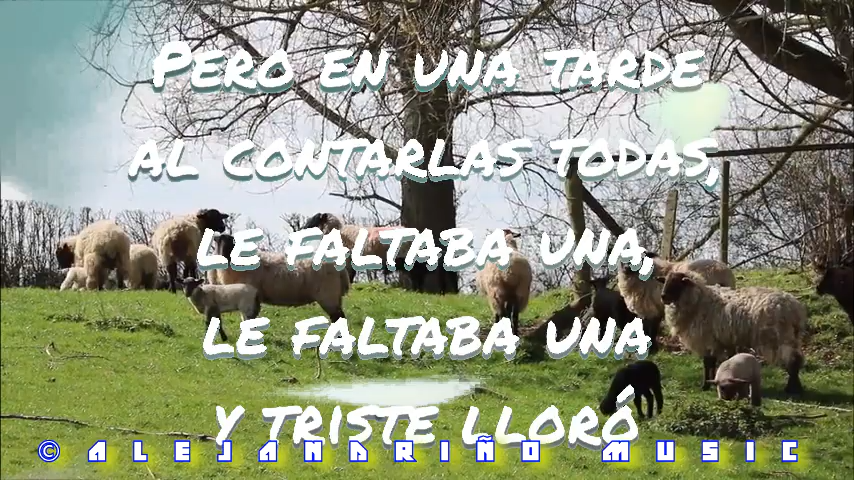 Pero en una tarde
al contarlas todas,
le faltaba una,
le faltaba una
y triste lloró
© ALEJANDRIÑO MUSIC